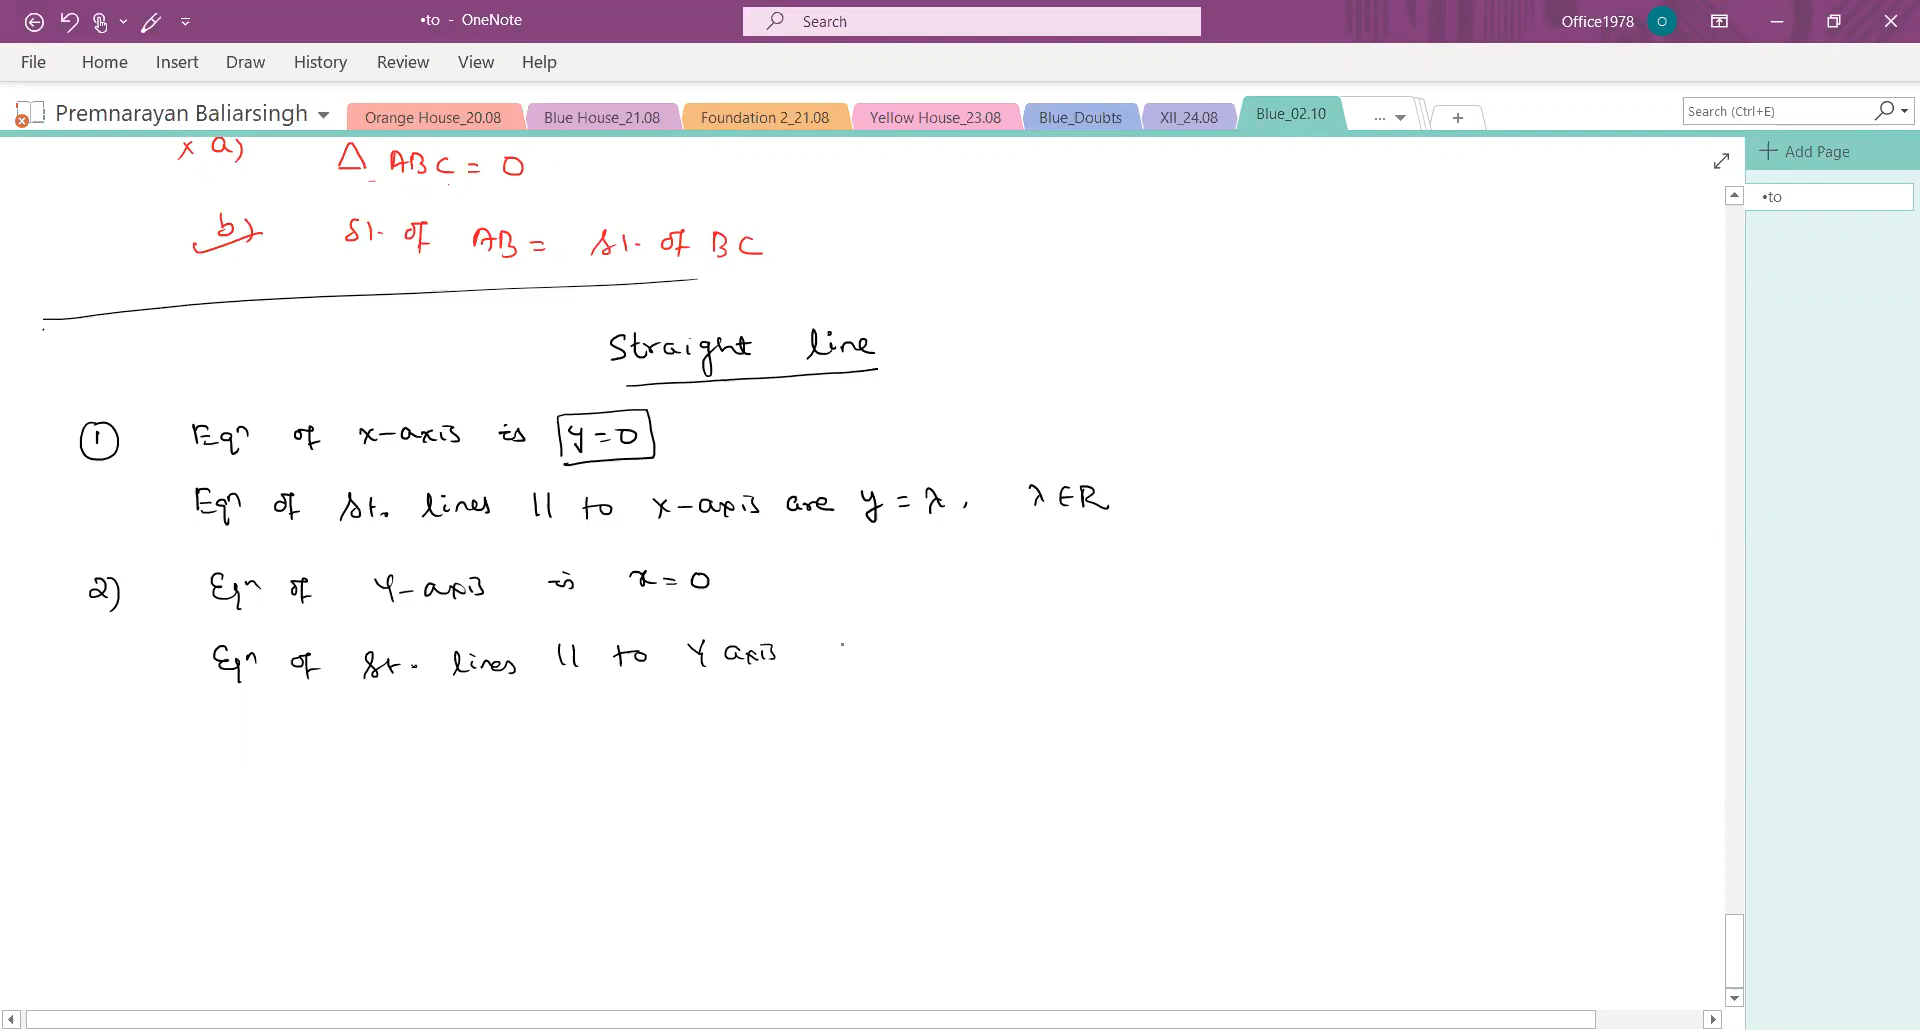 •to - OneNote
Search
Office1978
O
File Home Insert Draw History Review View Help
Premnarayan Baliarsingh
Orange House_20.08
Blue House_21.08
Foundation 2_21.08
Yellow House_23.08
Blue_Doubts
XII_24.08
Blue_02.10
...
Search (Ctrl+E)
Add Page
•to
x a) △ ABC = 0
b) Sl. of AB = Sl. of BC
Straight line
① Eqn of x-axis is y=0
Eqn of St. lines || to x-axis are y = λ, λ ∈ R
2) Eqn of Y-axis is x=0
Eqn of St. lines || to Y axis